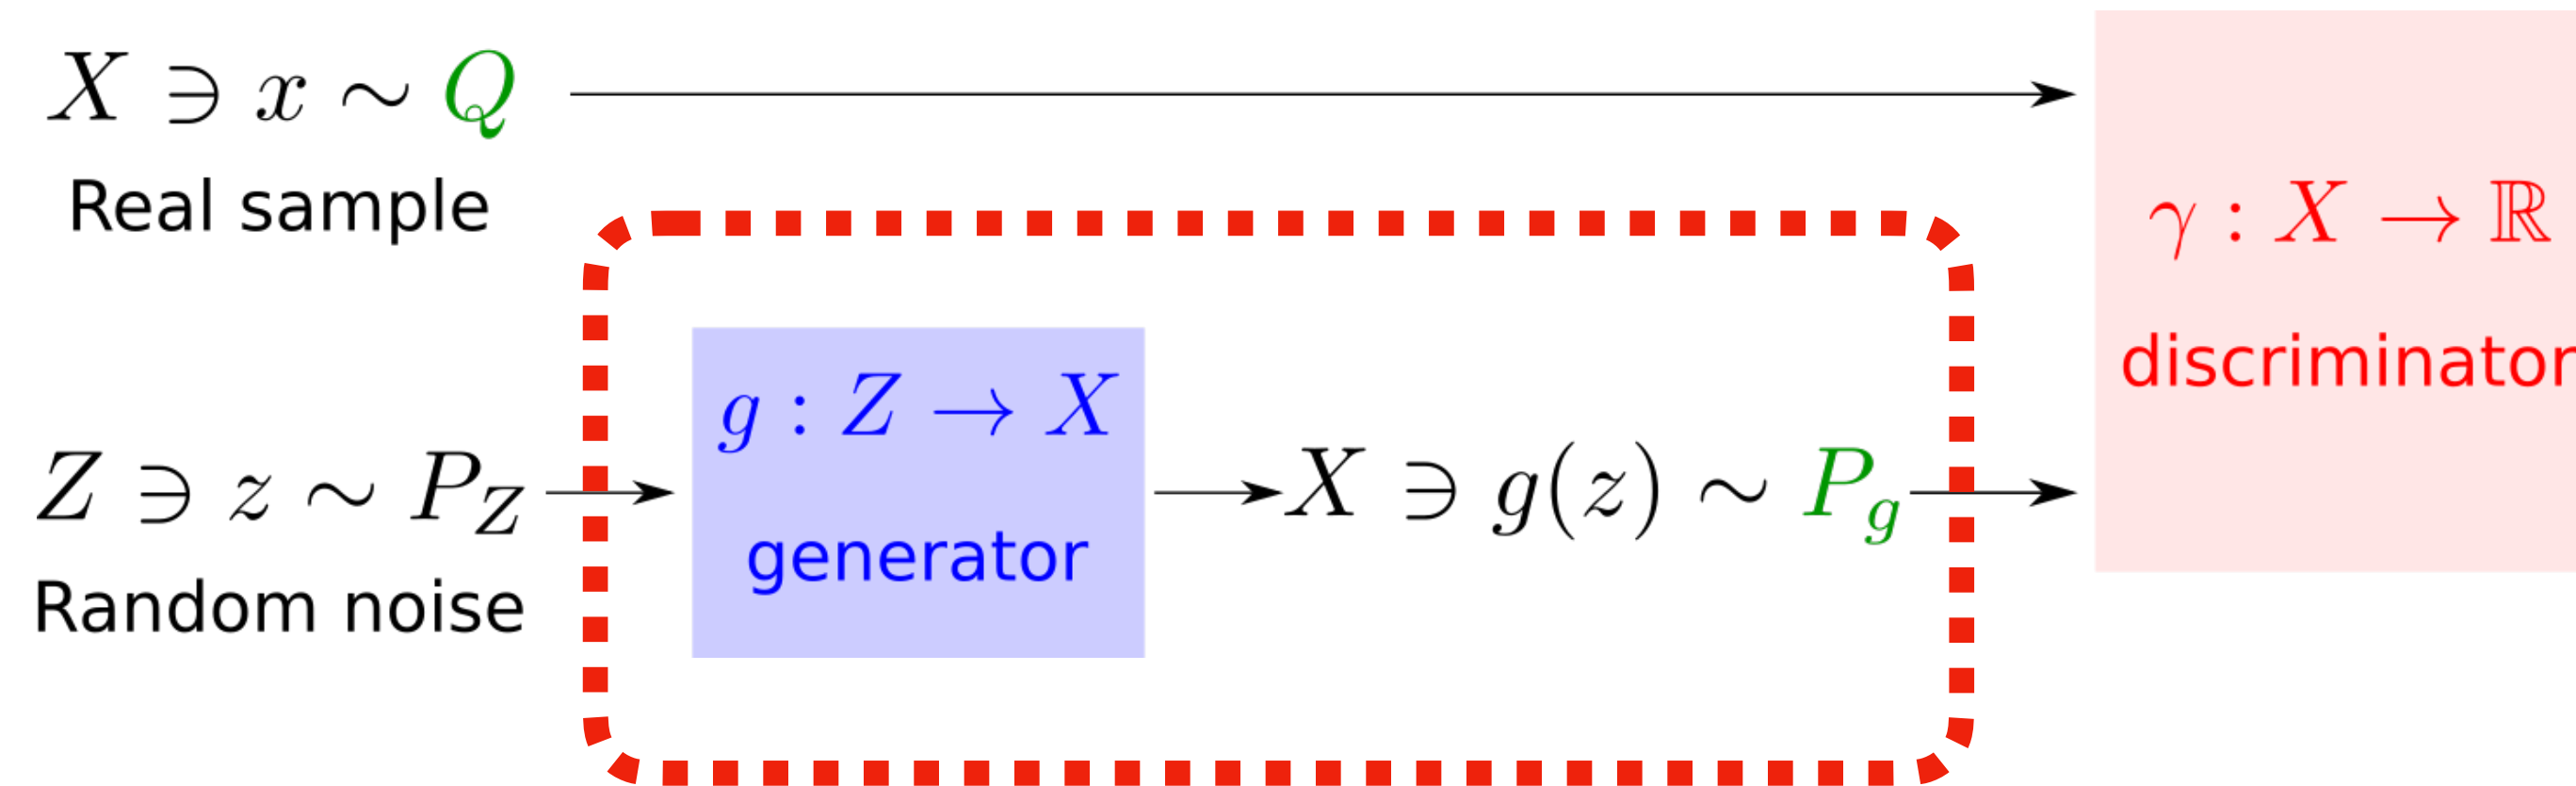 X ∋ x ∼ Q
Real sample
γ : X → ℝ
discriminator
g : Z → X
generator
Z ∋ z ∼ P_Z
Random noise
X ∋ g(z) ∼ P_g